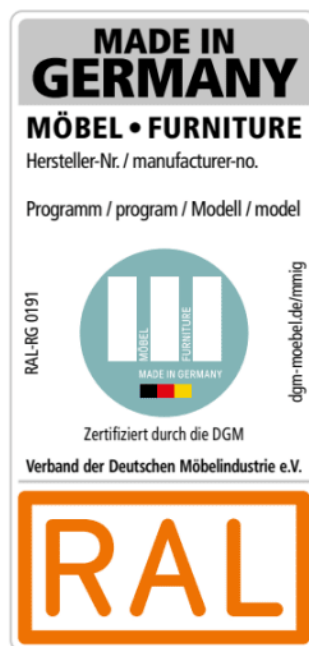 MADE IN
GERMANY
MÖBEL • FURNITURE
Hersteller-Nr. / manufacturer-no.
Programm / program / Modell / model
RAL-RG 0191
MÖBEL
FURNITURE
MADE IN GERMANY
dgm-moebel.de/mmig
Zertifiziert durch die DGM
Verband der Deutschen Möbelindustrie e.V.
RAL